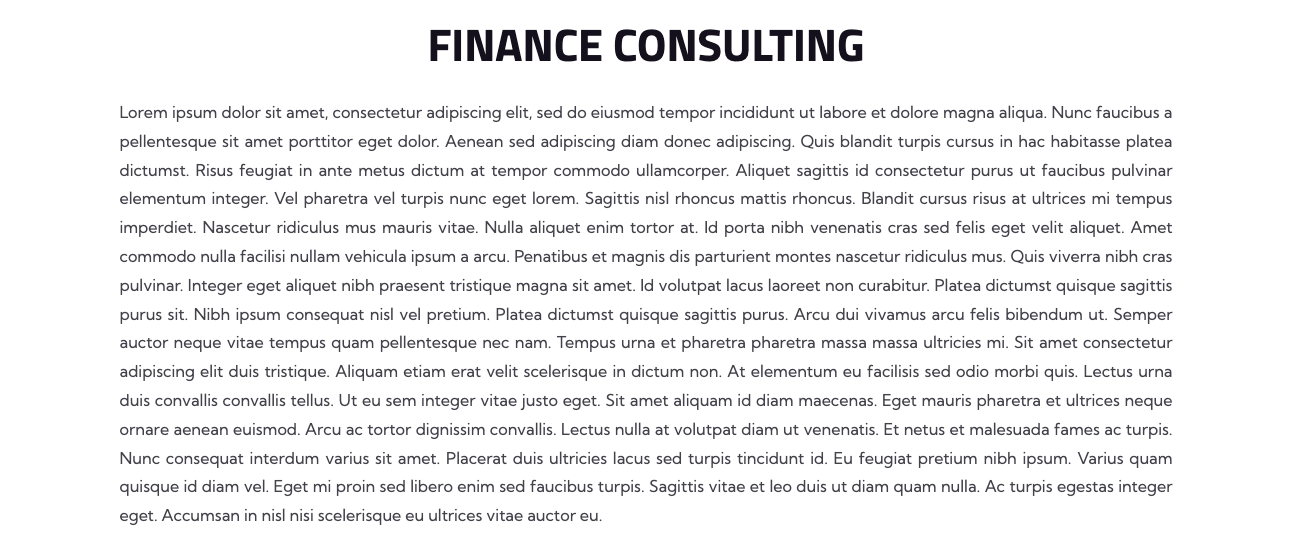 FINANCE CONSULTING
Lorem ipsum dolor sit amet, consectetur adipiscing elit, sed do eiusmod tempor incididunt ut labore et dolore magna aliqua. Nunc faucibus a
pellentesque sit amet porttitor eget dolor. Aenean sed adipiscing diam donec adipiscing. Quis blandit turpis cursus in hac habitasse platea
dictumst. Risus feugiat in ante metus dictum at tempor commodo ullamcorper. Aliquet sagittis id consectetur purus ut faucibus pulvinar
elementum integer. Vel pharetra vel turpis nunc eget lorem. Sagittis nisl rhoncus mattis rhoncus. Blandit cursus risus at ultrices mi tempus
imperdiet. Nascetur ridiculus mus mauris vitae. Nulla aliquet enim tortor at. Id porta nibh venenatis cras sed felis eget velit aliquet. Amet
commodo nulla facilisi nullam vehicula ipsum a arcu. Penatibus et magnis dis parturient montes nascetur ridiculus mus. Quis viverra nibh cras
pulvinar. Integer eget aliquet nibh praesent tristique magna sit amet. Id volutpat lacus laoreet non curabitur. Platea dictumst quisque sagittis
purus sit. Nibh ipsum consequat nisl vel pretium. Platea dictumst quisque sagittis purus. Arcu dui vivamus arcu felis bibendum ut. Semper
auctor neque vitae tempus quam pellentesque nec nam. Tempus urna et pharetra pharetra massa massa ultricies mi. Sit amet consectetur
adipiscing elit duis tristique. Aliquam etiam erat velit scelerisque in dictum non. At elementum eu facilisis sed odio morbi quis. Lectus urna
duis convallis convallis tellus. Ut eu sem integer vitae justo eget. Sit amet aliquam id diam maecenas. Eget mauris pharetra et ultrices neque
ornare aenean euismod. Arcu ac tortor dignissim convallis. Lectus nulla at volutpat diam ut venenatis. Et netus et malesuada fames ac turpis.
Nunc consequat interdum varius sit amet. Placerat duis ultricies lacus sed turpis tincidunt id. Eu feugiat pretium nibh ipsum. Varius quam
quisque id diam vel. Eget mi proin sed libero enim sed faucibus turpis. Sagittis vitae et leo duis ut diam quam nulla. Ac turpis egestas integer
eget. Accumsan in nisl nisi scelerisque eu ultrices vitae auctor eu.